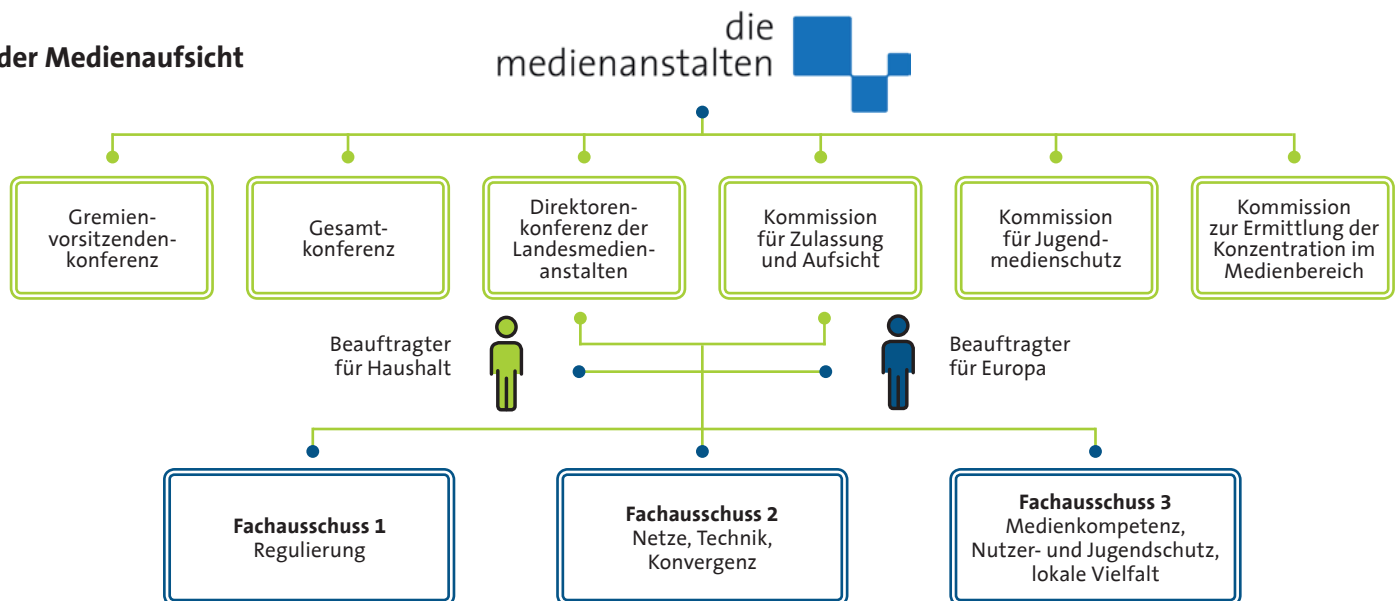 der Medienaufsicht
die
medienanstalten
Gremien-
vorsitzenden-
konferenz
Gesamt-
konferenz
Direktoren-
konferenz der
Landesmedien-
anstalten
Kommission
für Zulassung
und Aufsicht
Kommission
für Jugend-
medienschutz
Kommission
zur Ermittlung der
Konzentration im
Medienbereich
Beauftragter
für Haushalt
Beauftragter
für Europa
Fachausschuss 1
Regulierung
Fachausschuss 2
Netze, Technik,
Konvergenz
Fachausschuss 3
Medienkompetenz,
Nutzer- und Jugendschutz,
lokale Vielfalt